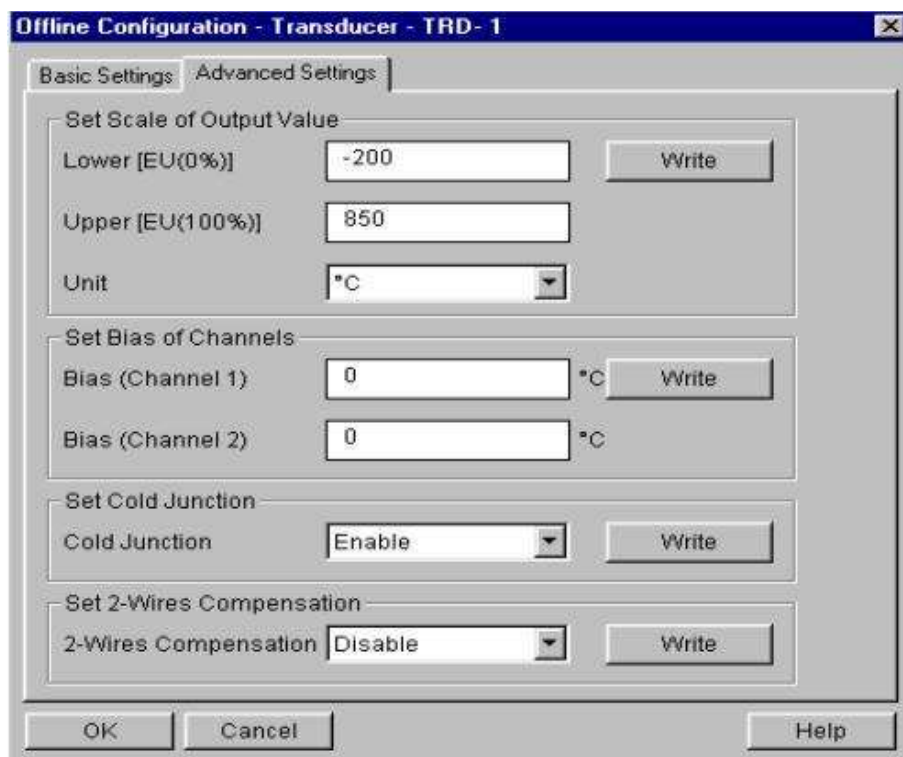 Offline Configuration - Transducer - TRD- 1
Basic Settings Advanced Settings
Set Scale of Output Value
Lower [EU(0%)] -200 Write
Upper [EU(100%)] 850
Unit °C
Set Bias of Channels
Bias (Channel 1) 0 °C Write
Bias (Channel 2) 0 °C
Set Cold Junction
Cold Junction Enable Write
Set 2-Wires Compensation
2-Wires Compensation Disable Write
OK Cancel Help